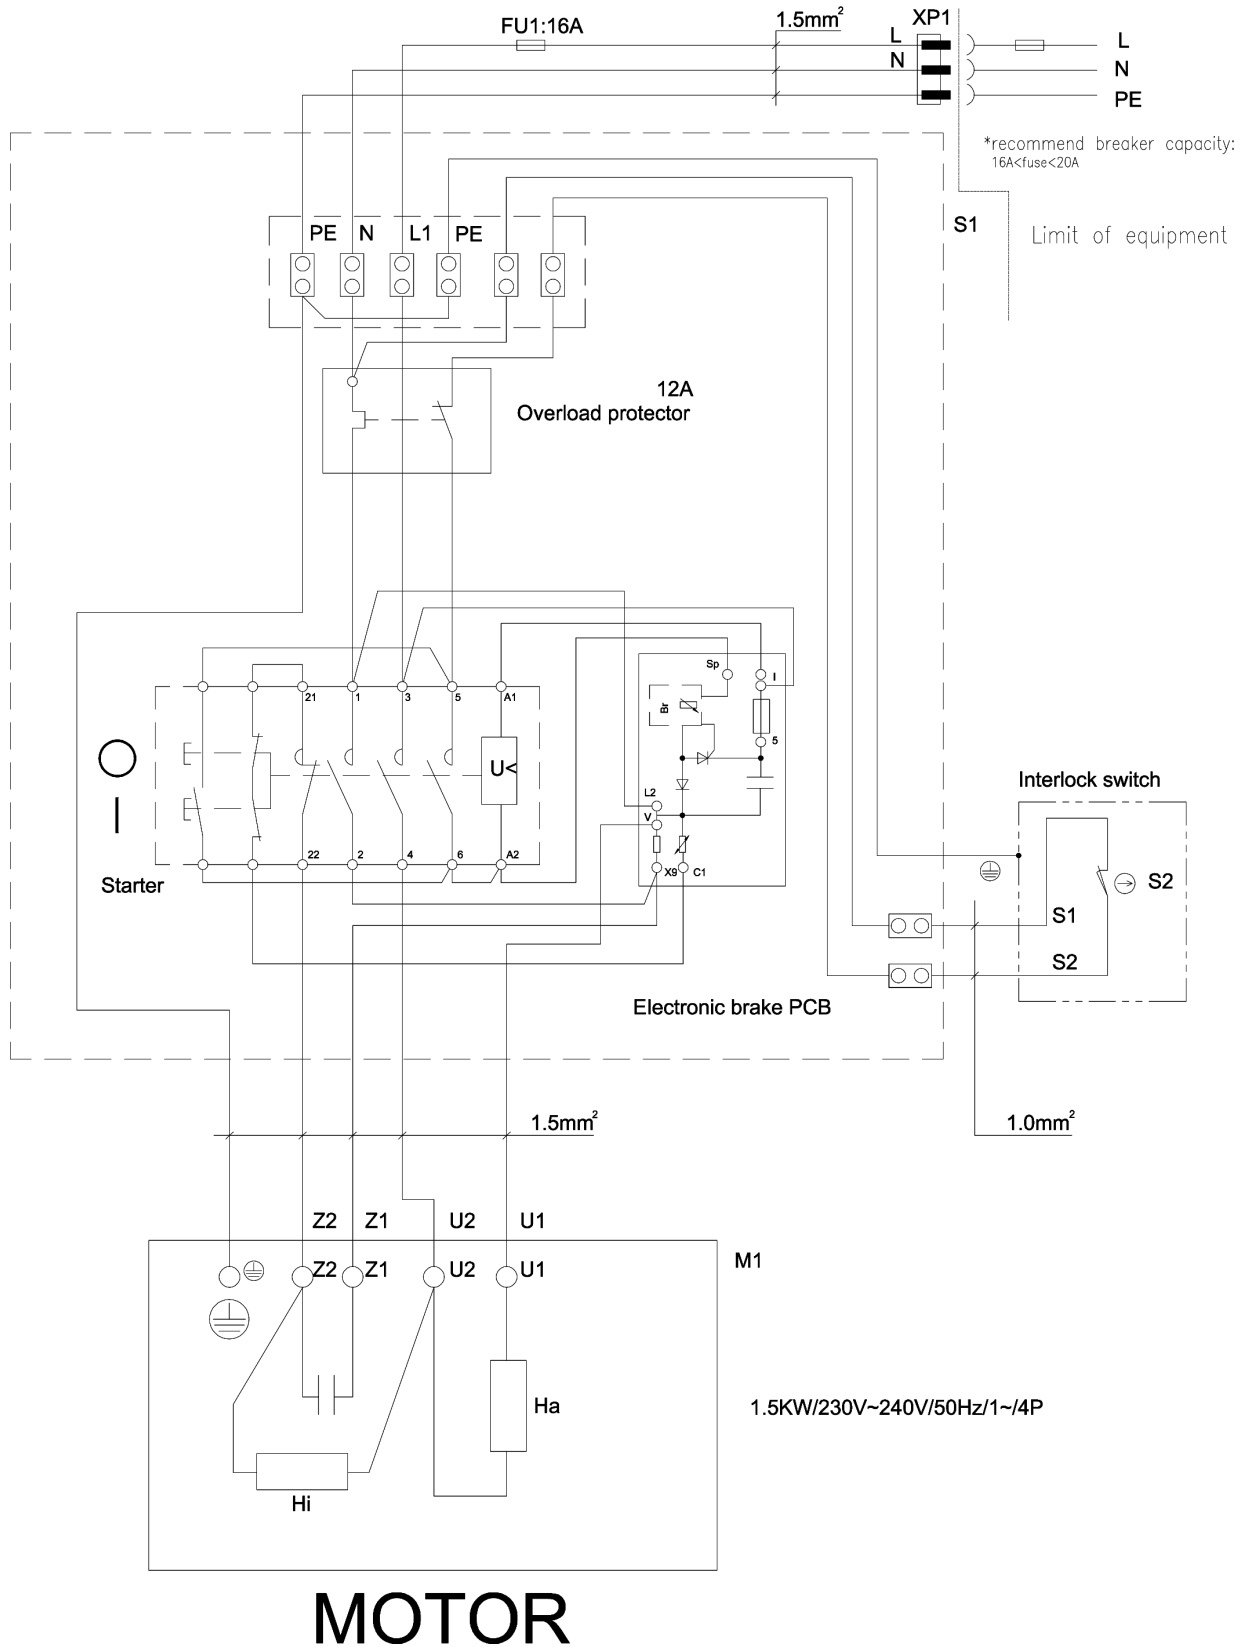 FU1:16A
1.5mm²
XP1
L
L
N
N
PE
*recommend breaker capacity:
16A<fuse<20A
S1
Limit of equipment
PE N L1 PE
12A
Overload protector
Sp
I
Br
21 1 3 5 A1
5
U<
Interlock switch
L2
V
22 2 4 6 A2
X9 C1
Starter
S2
S1
S2
Electronic brake PCB
1.5mm²
1.0mm²
Z2 Z1 U2 U1
M1
Z2 Z1 U2 U1
Ha
1.5KW/230V~240V/50Hz/1~/4P
Hi
MOTOR